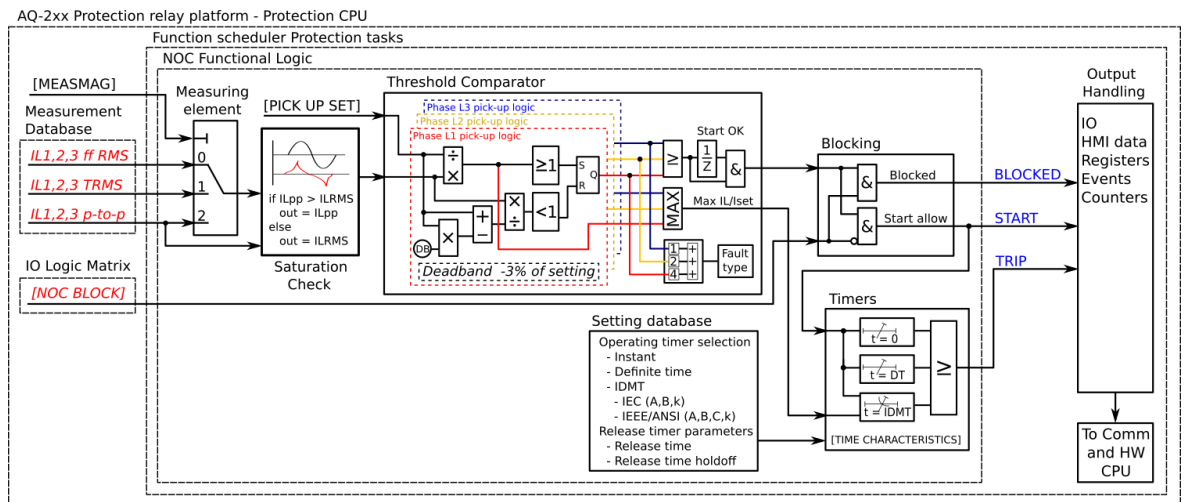 AQ-2xx Protection relay platform - Protection CPU
Function scheduler Protection tasks
NOC Functional Logic
[MEASMAG]
Measurement
Database
IL1,2,3 ff RMS
IL1,2,3 TRMS
IL1,2,3 p-to-p
IO Logic Matrix
[NOC BLOCK]
Measuring
element
0
1
2
[PICK UP SET]
if ILpp > ILRMS
out = ILpp
else
out = ILRMS
Saturation
Check
Threshold Comparator
Phase L3 pick-up logic
Phase L2 pick-up logic
Phase L1 pick-up logic
÷
×
≥1
S
Q
R
×
÷
<1
+
−
×
DB
Deadband -3% of setting
≥
MAX
Start OK
1
Z
&
Max IL/Iset
1 +
2 +
4 +
Fault
type
Blocking
&
Blocked
&
Start allow
BLOCKED
START
TRIP
Output
Handling
IO
HMI data
Registers
Events
Counters
To Comm
and HW
CPU
Setting database
Operating timer selection
- Instant
- Definite time
- IDMT
- IEC (A,B,k)
- IEEE/ANSI (A,B,C,k)
Release timer parameters
- Release time
- Release time holdoff
Timers
t = 0
t = DT
t = IDMT
≥
[TIME CHARACTERISTICS]